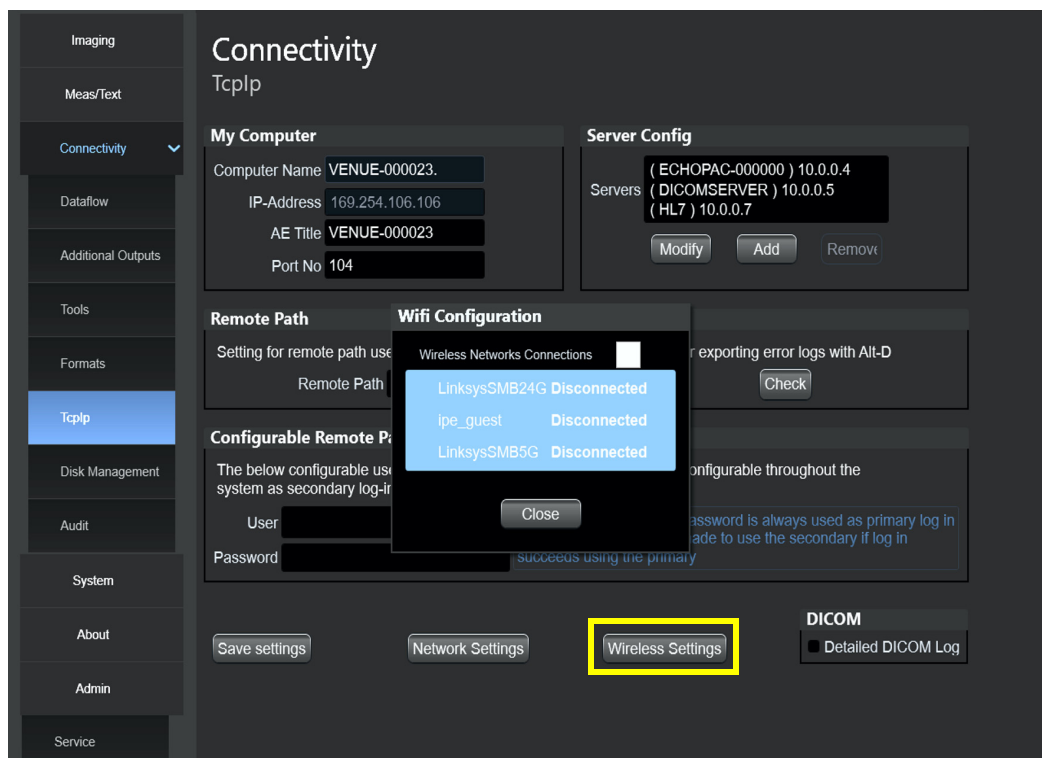 Imaging
Meas/Text
Connectivity
Dataflow
Additional Outputs
Tools
Formats
TcpIp
Disk Management
Audit
System
About
Admin
Service
Connectivity
TcpIp
My Computer
Computer Name VENUE-000023.
IP-Address 169.254.106.106
AE Title VENUE-000023
Port No 104
Server Config
Servers
( ECHOPAC-000000 ) 10.0.0.4
( DICOMSERVER ) 10.0.0.5
( HL7 ) 10.0.0.7
Modify Add Remove
Remote Path
Setting for remote path use
r exporting error logs with Alt-D
Remote Path
Check
Wifi Configuration
Wireless Networks Connections
LinksysSMB24G Disconnected
ipe_guest Disconnected
LinksysSMB5G Disconnected
Close
Configurable Remote Pa
The below configurable use
onfigurable throughout the
system as secondary log-in
User
Password
assword is always used as primary log in
ade to use the secondary if log in
succeeds using the primary
Save settings Network Settings Wireless Settings
DICOM
Detailed DICOM Log